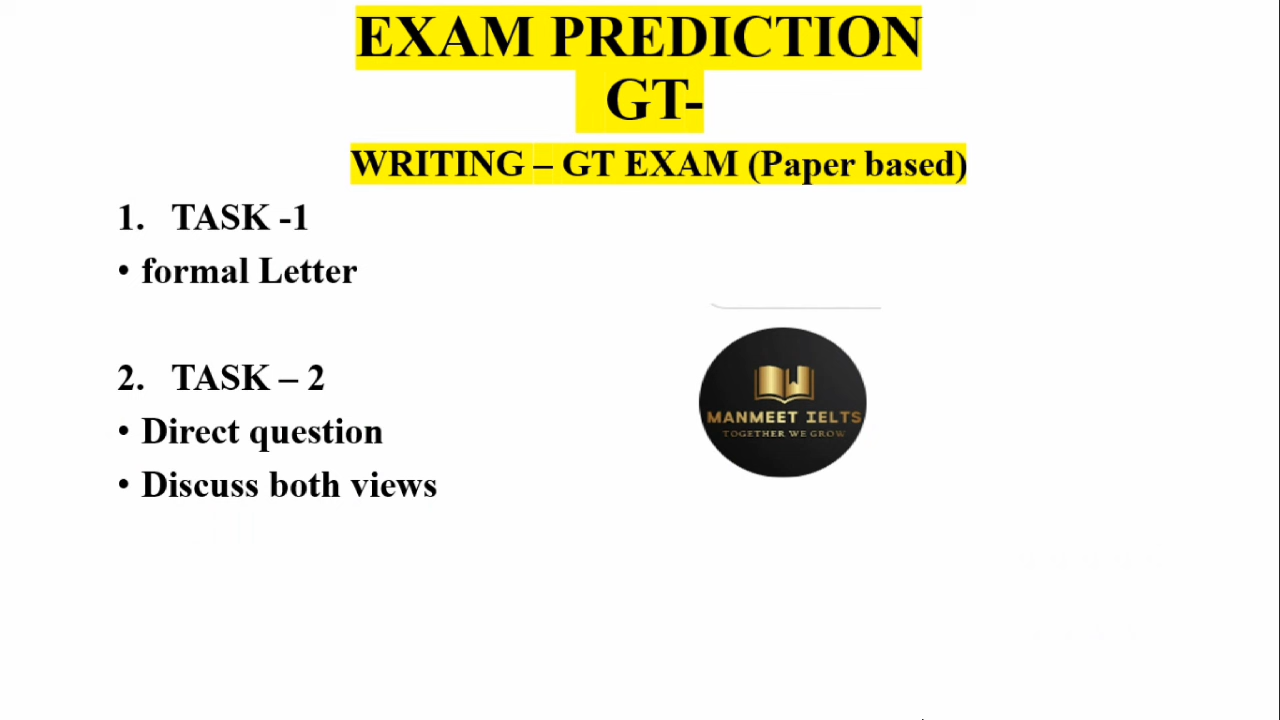 EXAM PREDICTION
GT-
WRITING – GT EXAM (Paper based)
1. TASK -1
• formal Letter
2. TASK – 2
• Direct question
• Discuss both views
MANMEET IELTS
TOGETHER WE GROW